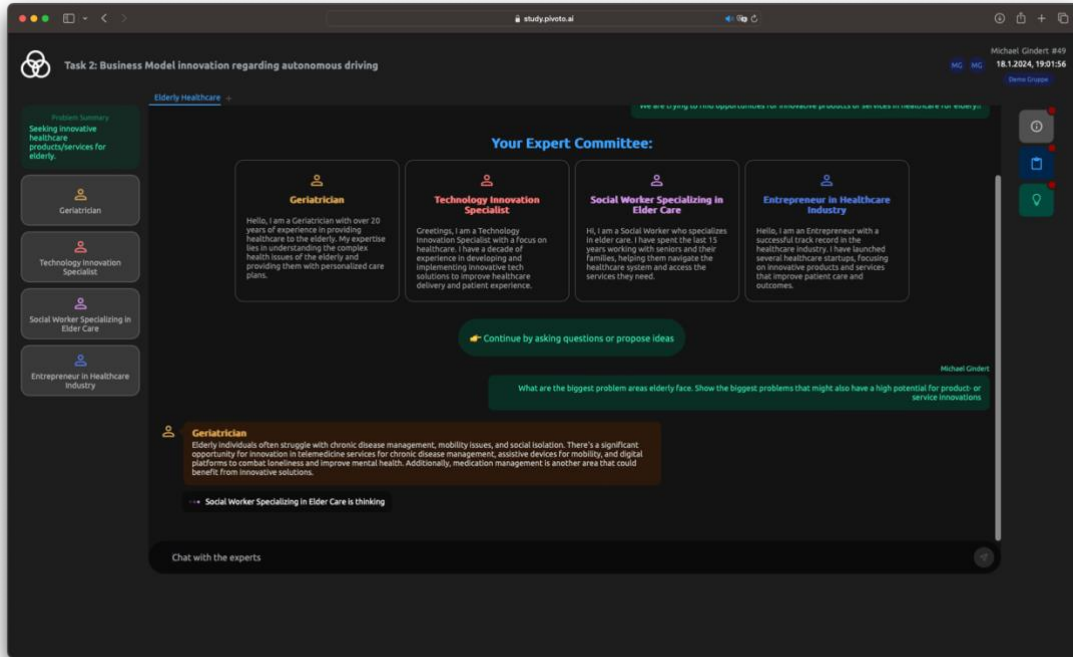 study.pivoto.ai
Task 2: Business Model innovation regarding autonomous driving
Michael Gindert #49
MG MG
18.1.2024, 19:01:56
Demo Gruppe
Elderly Healthcare +
Problem Summary
Seeking innovative
healthcare
products/services for
elderly.
Geriatrician
Technology Innovation
Specialist
Social Worker Specializing in
Elder Care
Entrepreneur in Healthcare
Industry
We are trying to find opportunities for innovative products or services in healthcare for elderly!!
Your Expert Committee:
Geriatrician
Hello, I am a Geriatrician with over 20
years of experience in providing
healthcare to the elderly. My expertise
lies in understanding the complex
health issues of the elderly and
providing them with personalized care
plans.
Technology Innovation
Specialist
Greetings, I am a Technology
Innovation Specialist with a focus on
healthcare. I have a decade of
experience in developing and
implementing innovative tech
solutions to improve healthcare
delivery and patient experience.
Social Worker Specializing in
Elder Care
Hi, I am a Social Worker who specializes
in elder care. I have spent the last 15
years working with seniors and their
families, helping them navigate the
healthcare system and access the
services they need.
Entrepreneur in Healthcare
Industry
Hello, I am an Entrepreneur with a
successful track record in the
healthcare industry. I have launched
several healthcare startups, focusing
on innovative products and services
that improve patient care and
outcomes.
👉 Continue by asking questions or propose ideas
Michael Gindert
What are the biggest problem areas elderly face. Show the biggest problems that might also have a high potential for product- or
service innovations
Geriatrician
Elderly individuals often struggle with chronic disease management, mobility issues, and social isolation. There's a significant
opportunity for innovation in telemedicine services for chronic disease management, assistive devices for mobility, and digital
platforms to combat loneliness and improve mental health. Additionally, medication management is another area that could
benefit from innovative solutions.
Social Worker Specializing in Elder Care is thinking
Chat with the experts